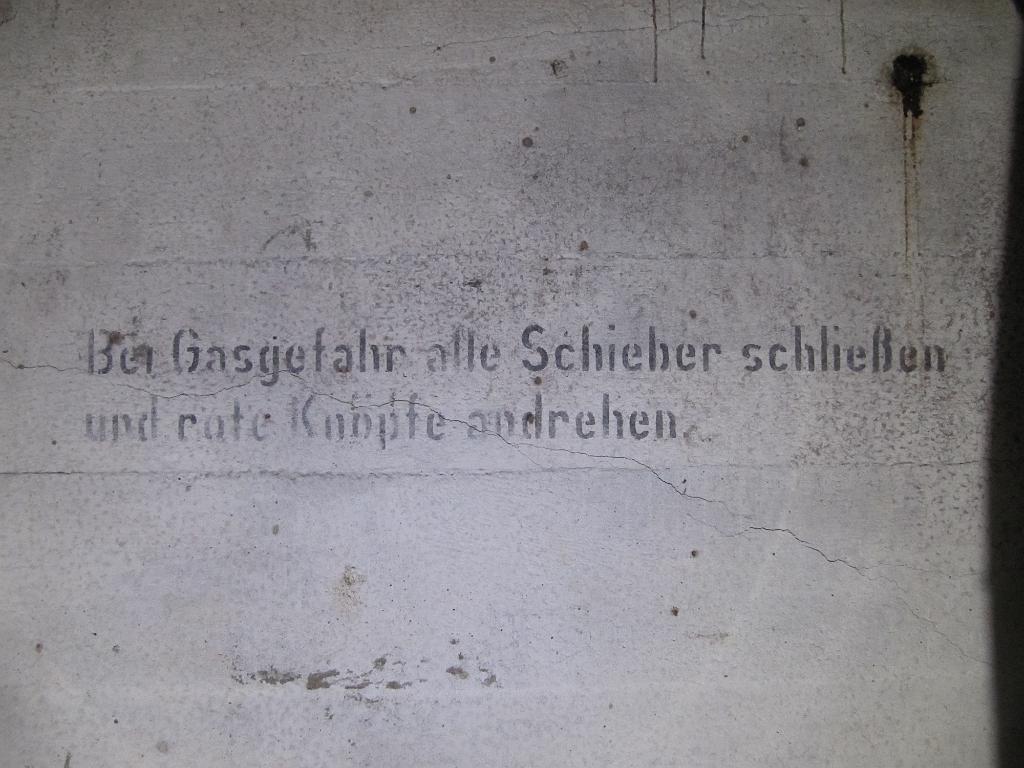 Bei Gasgefahr alle Schieber schließen
und rote Knöpfe andrehen.